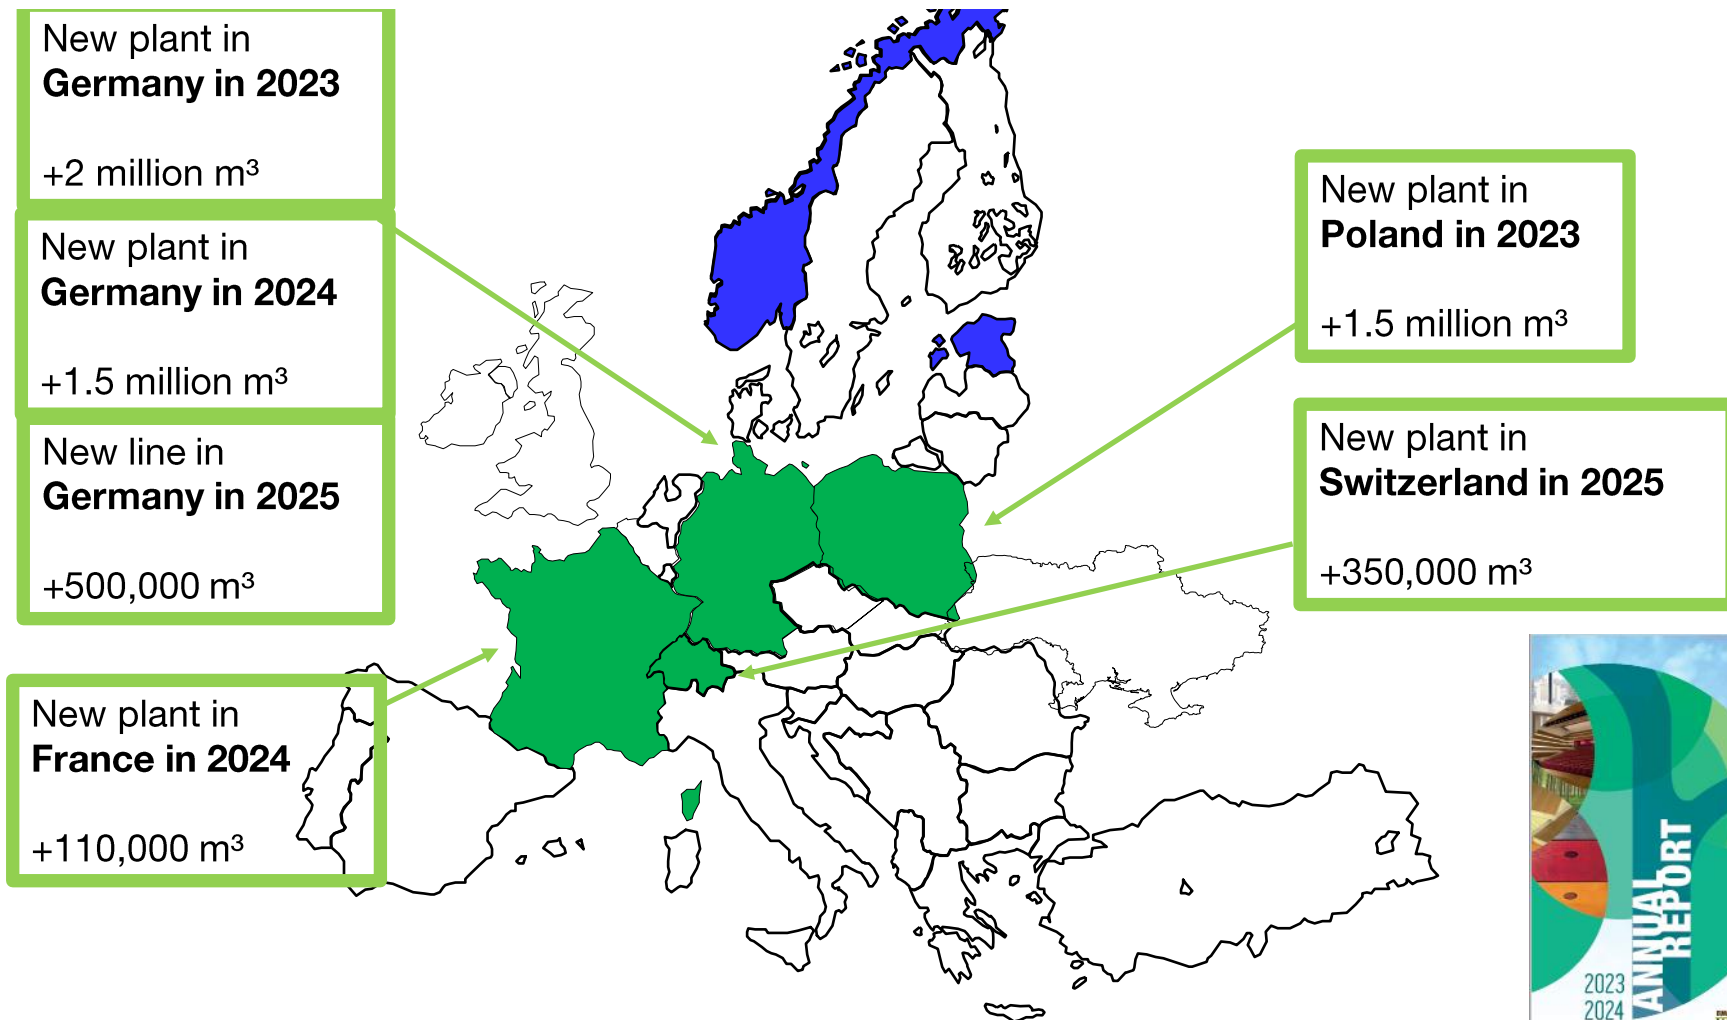 New plant in
Germany in 2023
+2 million m³
New plant in
Germany in 2024
+1.5 million m³
New line in
Germany in 2025
+500,000 m³
New plant in
France in 2024
+110,000 m³
New plant in
Poland in 2023
+1.5 million m³
New plant in
Switzerland in 2025
+350,000 m³
ANNUAL
REPORT
2023
2024